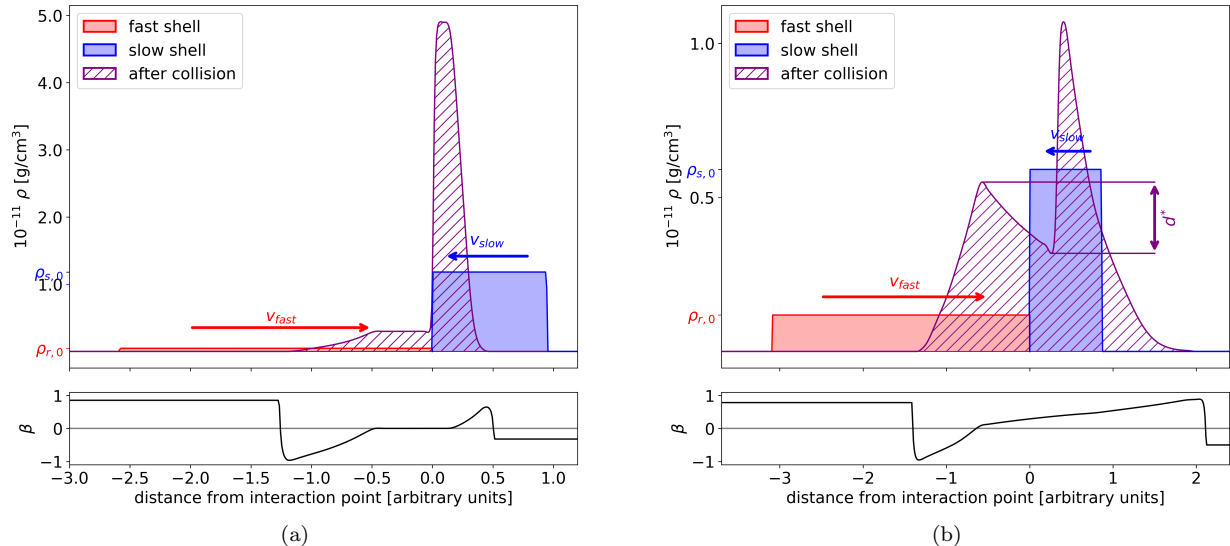 5.0
4.0
3.0
2.0
1.0
10⁻¹¹ ρ [g/cm³]
ρs,0
ρr,0
fast shell
slow shell
after collision
vslow
vfast
1
0
−1
β
−3.0 −2.5 −2.0 −1.5 −1.0 −0.5 0.0 0.5 1.0
distance from interaction point [arbitrary units]
(a)
1.0
0.5
10⁻¹¹ ρ [g/cm³]
ρs,0
ρr,0
fast shell
slow shell
after collision
vslow
vfast
d*
1
0
−1
β
−3 −2 −1 0 1 2
distance from interaction point [arbitrary units]
(b)